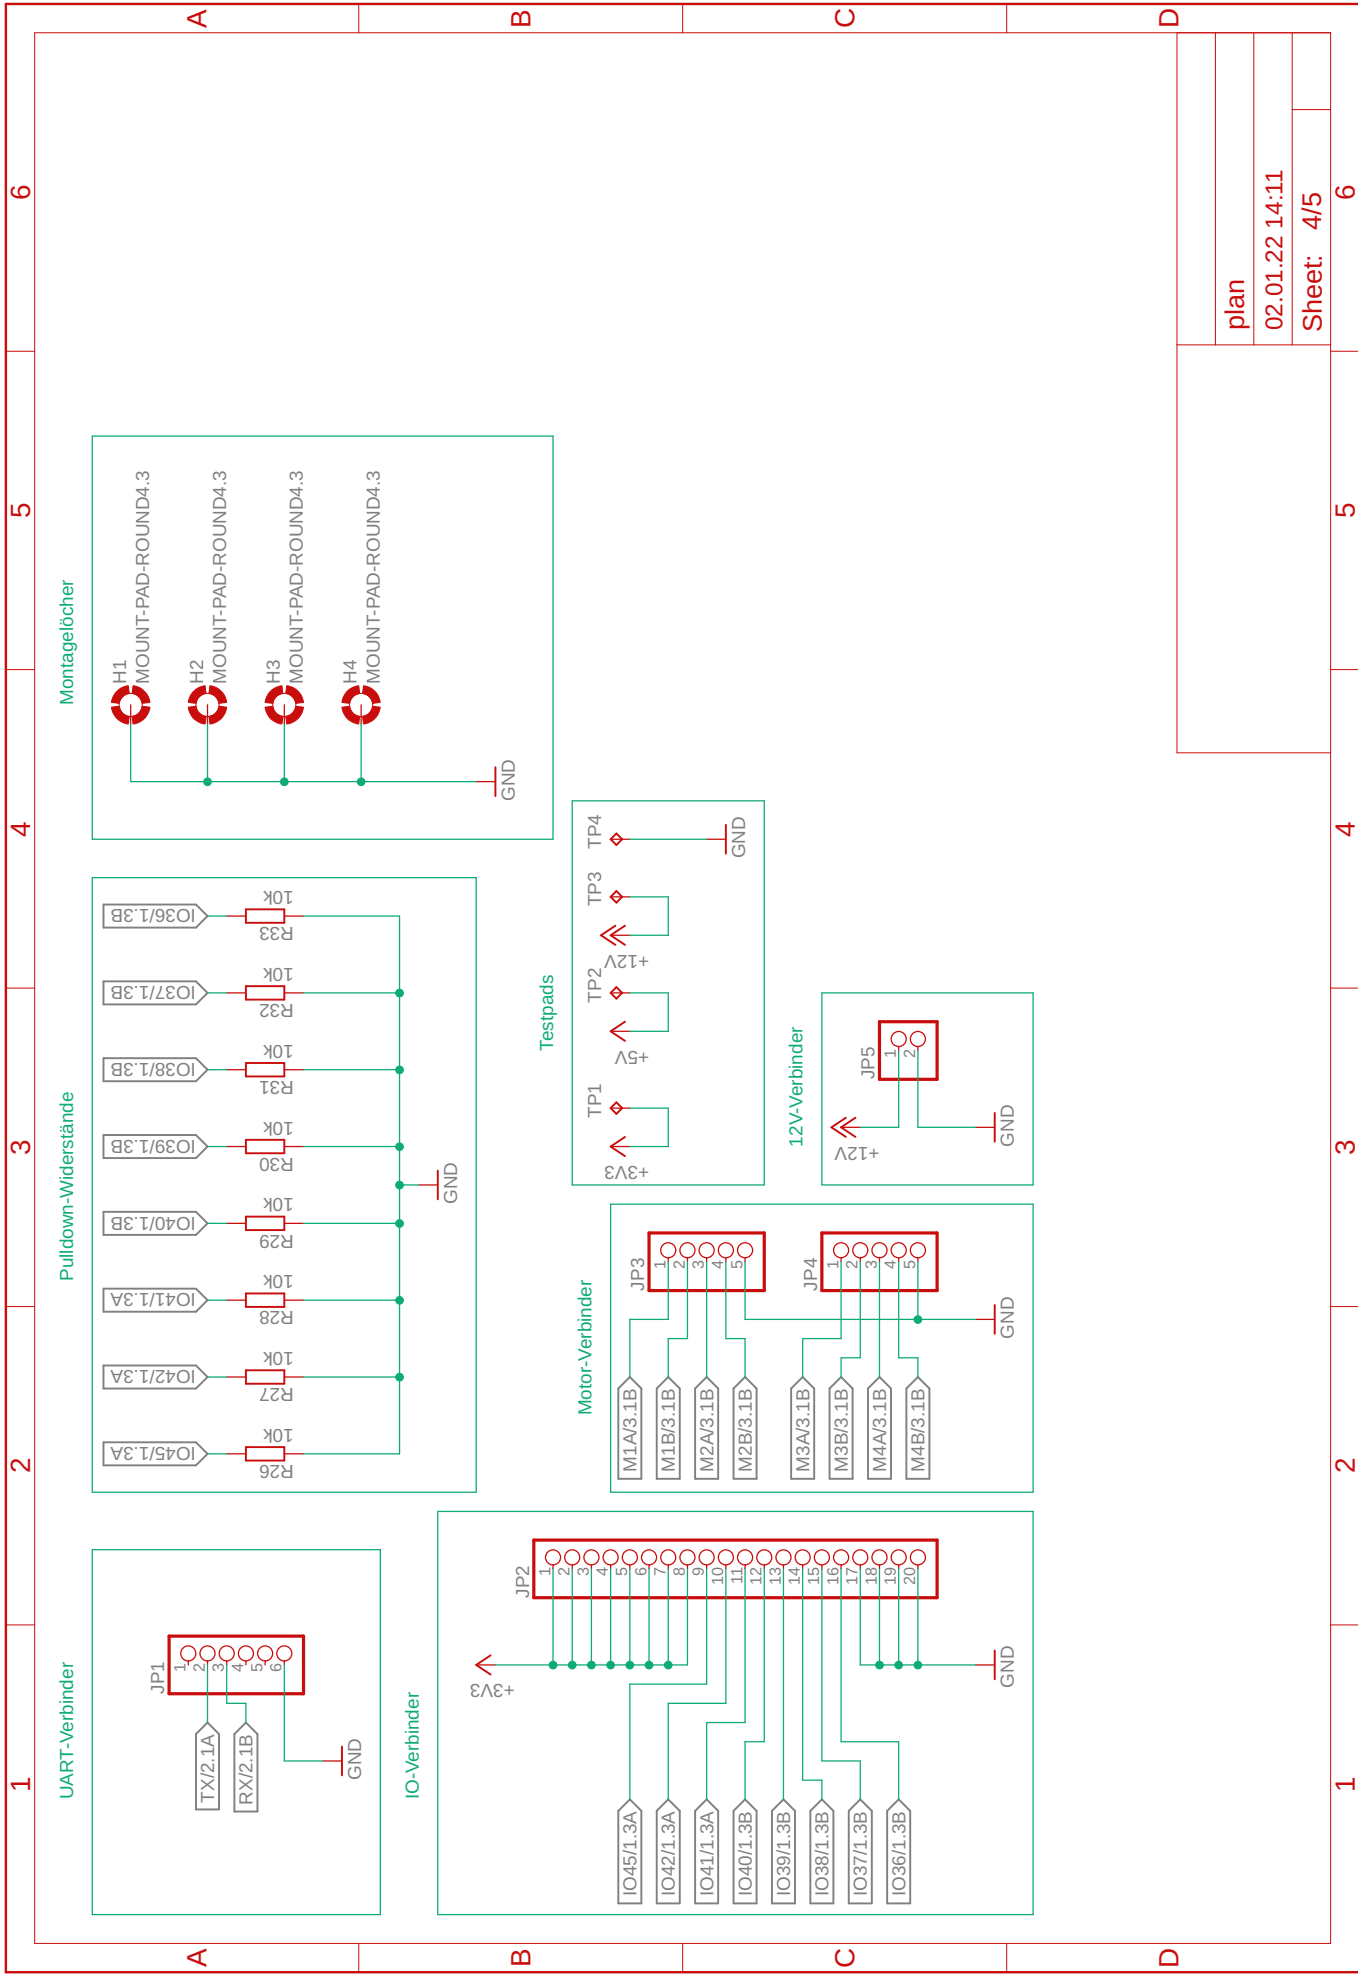 1
2
3
4
5
6
A
B
C
D
UART-Verbinder
JP1
1
2
3
4
5
6
TX/2.1A
RX/2.1B
GND
Pulldown-Widerstände
IO45/1.3A
IO42/1.3A
IO41/1.3A
IO40/1.3B
IO39/1.3B
IO38/1.3B
IO37/1.3B
IO36/1.3B
R26
10k
R27
10k
R28
10k
R29
10k
R30
10k
R31
10k
R32
10k
R33
10k
GND
Montagelöcher
H1
MOUNT-PAD-ROUND4.3
H2
MOUNT-PAD-ROUND4.3
H3
MOUNT-PAD-ROUND4.3
H4
MOUNT-PAD-ROUND4.3
GND
IO-Verbinder
+3V3
JP2
1
2
3
4
5
6
7
8
9
10
11
12
13
14
15
16
17
18
19
20
IO45/1.3A
IO42/1.3A
IO41/1.3A
IO40/1.3B
IO39/1.3B
IO38/1.3B
IO37/1.3B
IO36/1.3B
GND
Motor-Verbinder
JP3
1
2
3
4
5
M1A/3.1B
M1B/3.1B
M2A/3.1B
M2B/3.1B
JP4
1
2
3
4
5
M3A/3.1B
M3B/3.1B
M4A/3.1B
M4B/3.1B
GND
Testpads
TP1
+3V3
TP2
+5V
TP3
+12V
TP4
GND
12V-Verbinder
+12V
JP5
1
2
GND
plan
02.01.22 14:11
Sheet: 4/5
A
B
C
D
1
2
3
4
5
6